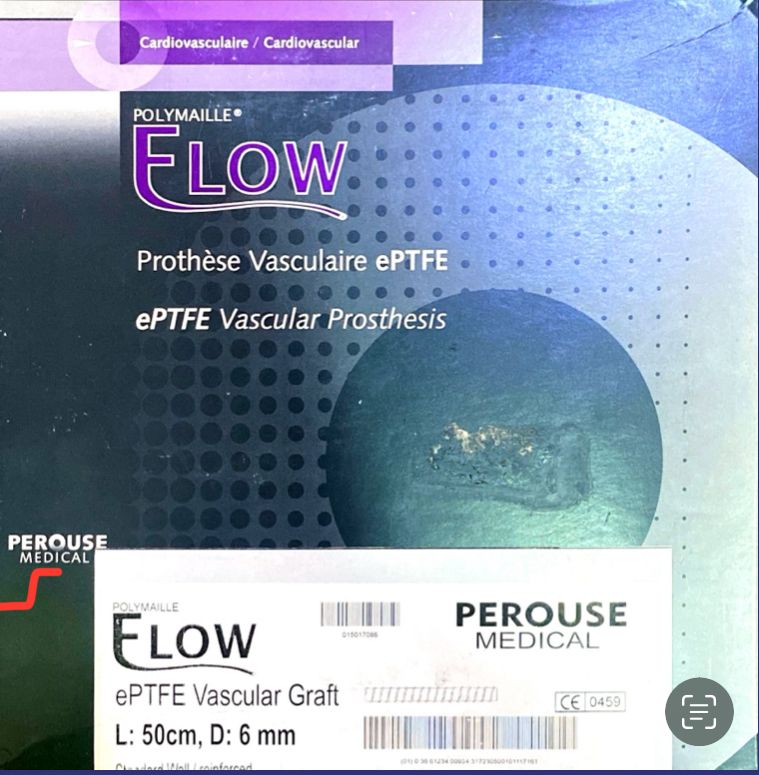 Cardiovasculaire / Cardiovascular
POLYMAILLE®
FLOW
Prothèse Vasculaire ePTFE
ePTFE Vascular Prosthesis
PEROUSE
MEDICAL
POLYMAILLE
FLOW
015017086
PEROUSE
MEDICAL
ePTFE Vascular Graft
CE 0459
L: 50cm, D: 6 mm
Standard Wall / reinforced